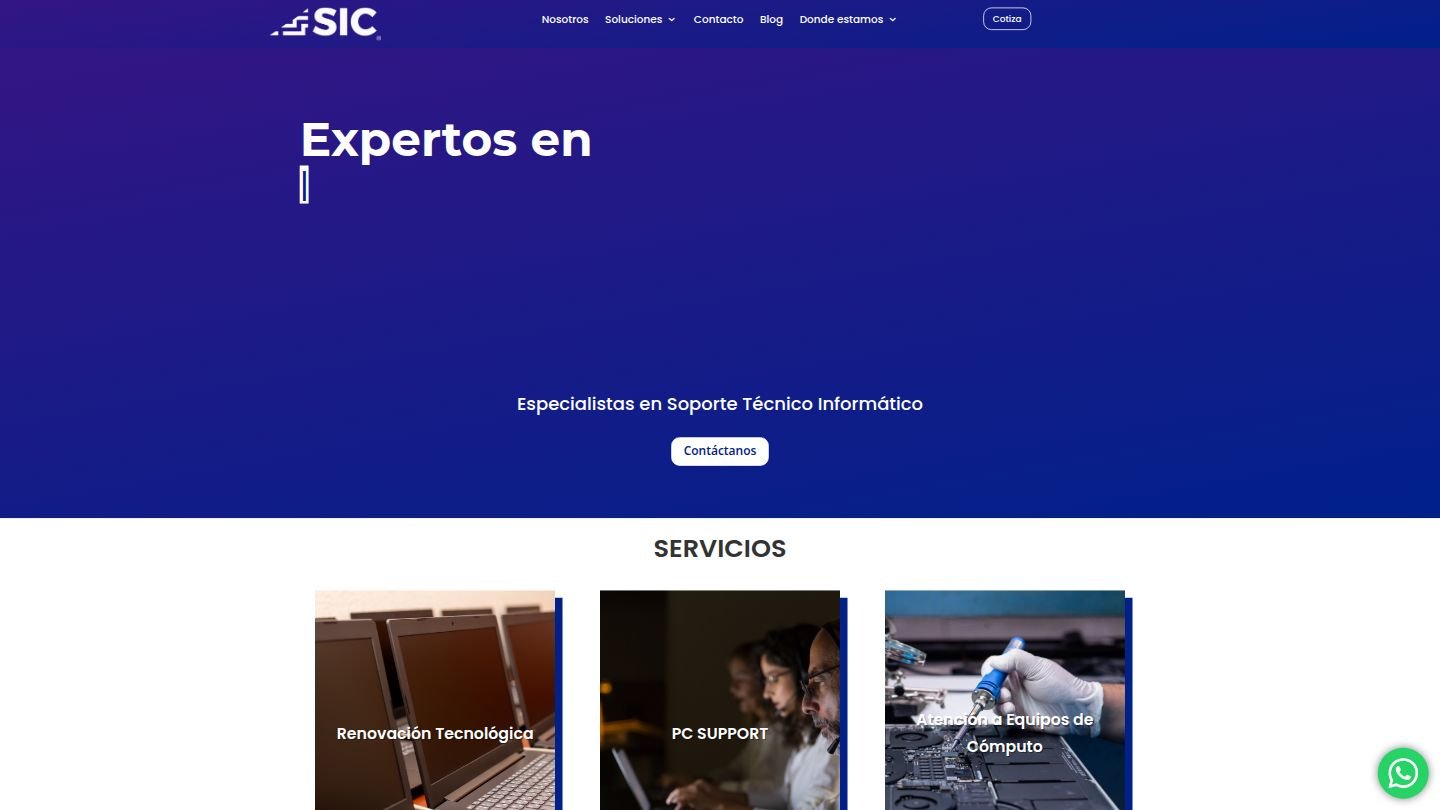 SIC
Nosotros
Soluciones
Contacto
Blog
Donde estamos
Cotiza
Expertos en
Especialistas en Soporte Técnico Informático
Contáctanos
SERVICIOS
Renovación Tecnológica
PC SUPPORT
Atención a Equipos de
Cómputo